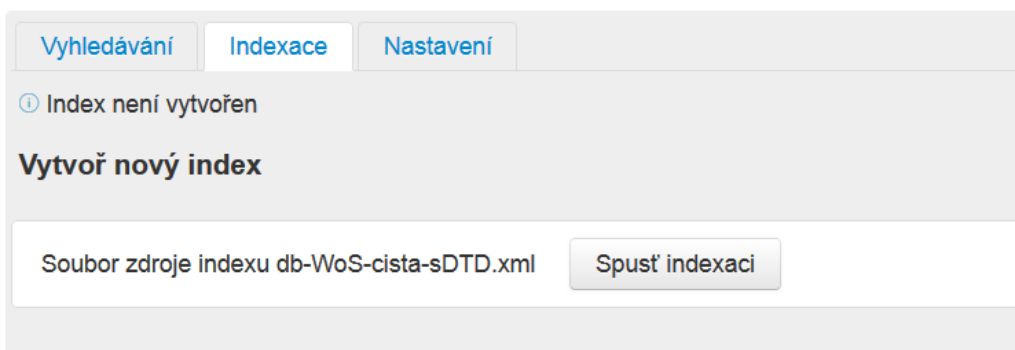 Vyhledávání Indexace Nastavení
Index není vytvořen
Vytvoř nový index
Soubor zdroje indexu db-WoS-cista-sDTD.xml Spusť indexaci